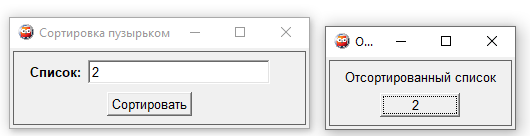 Сортировка пузырьком
Список: 2
Сортировать
О...
Отсортированный список
2